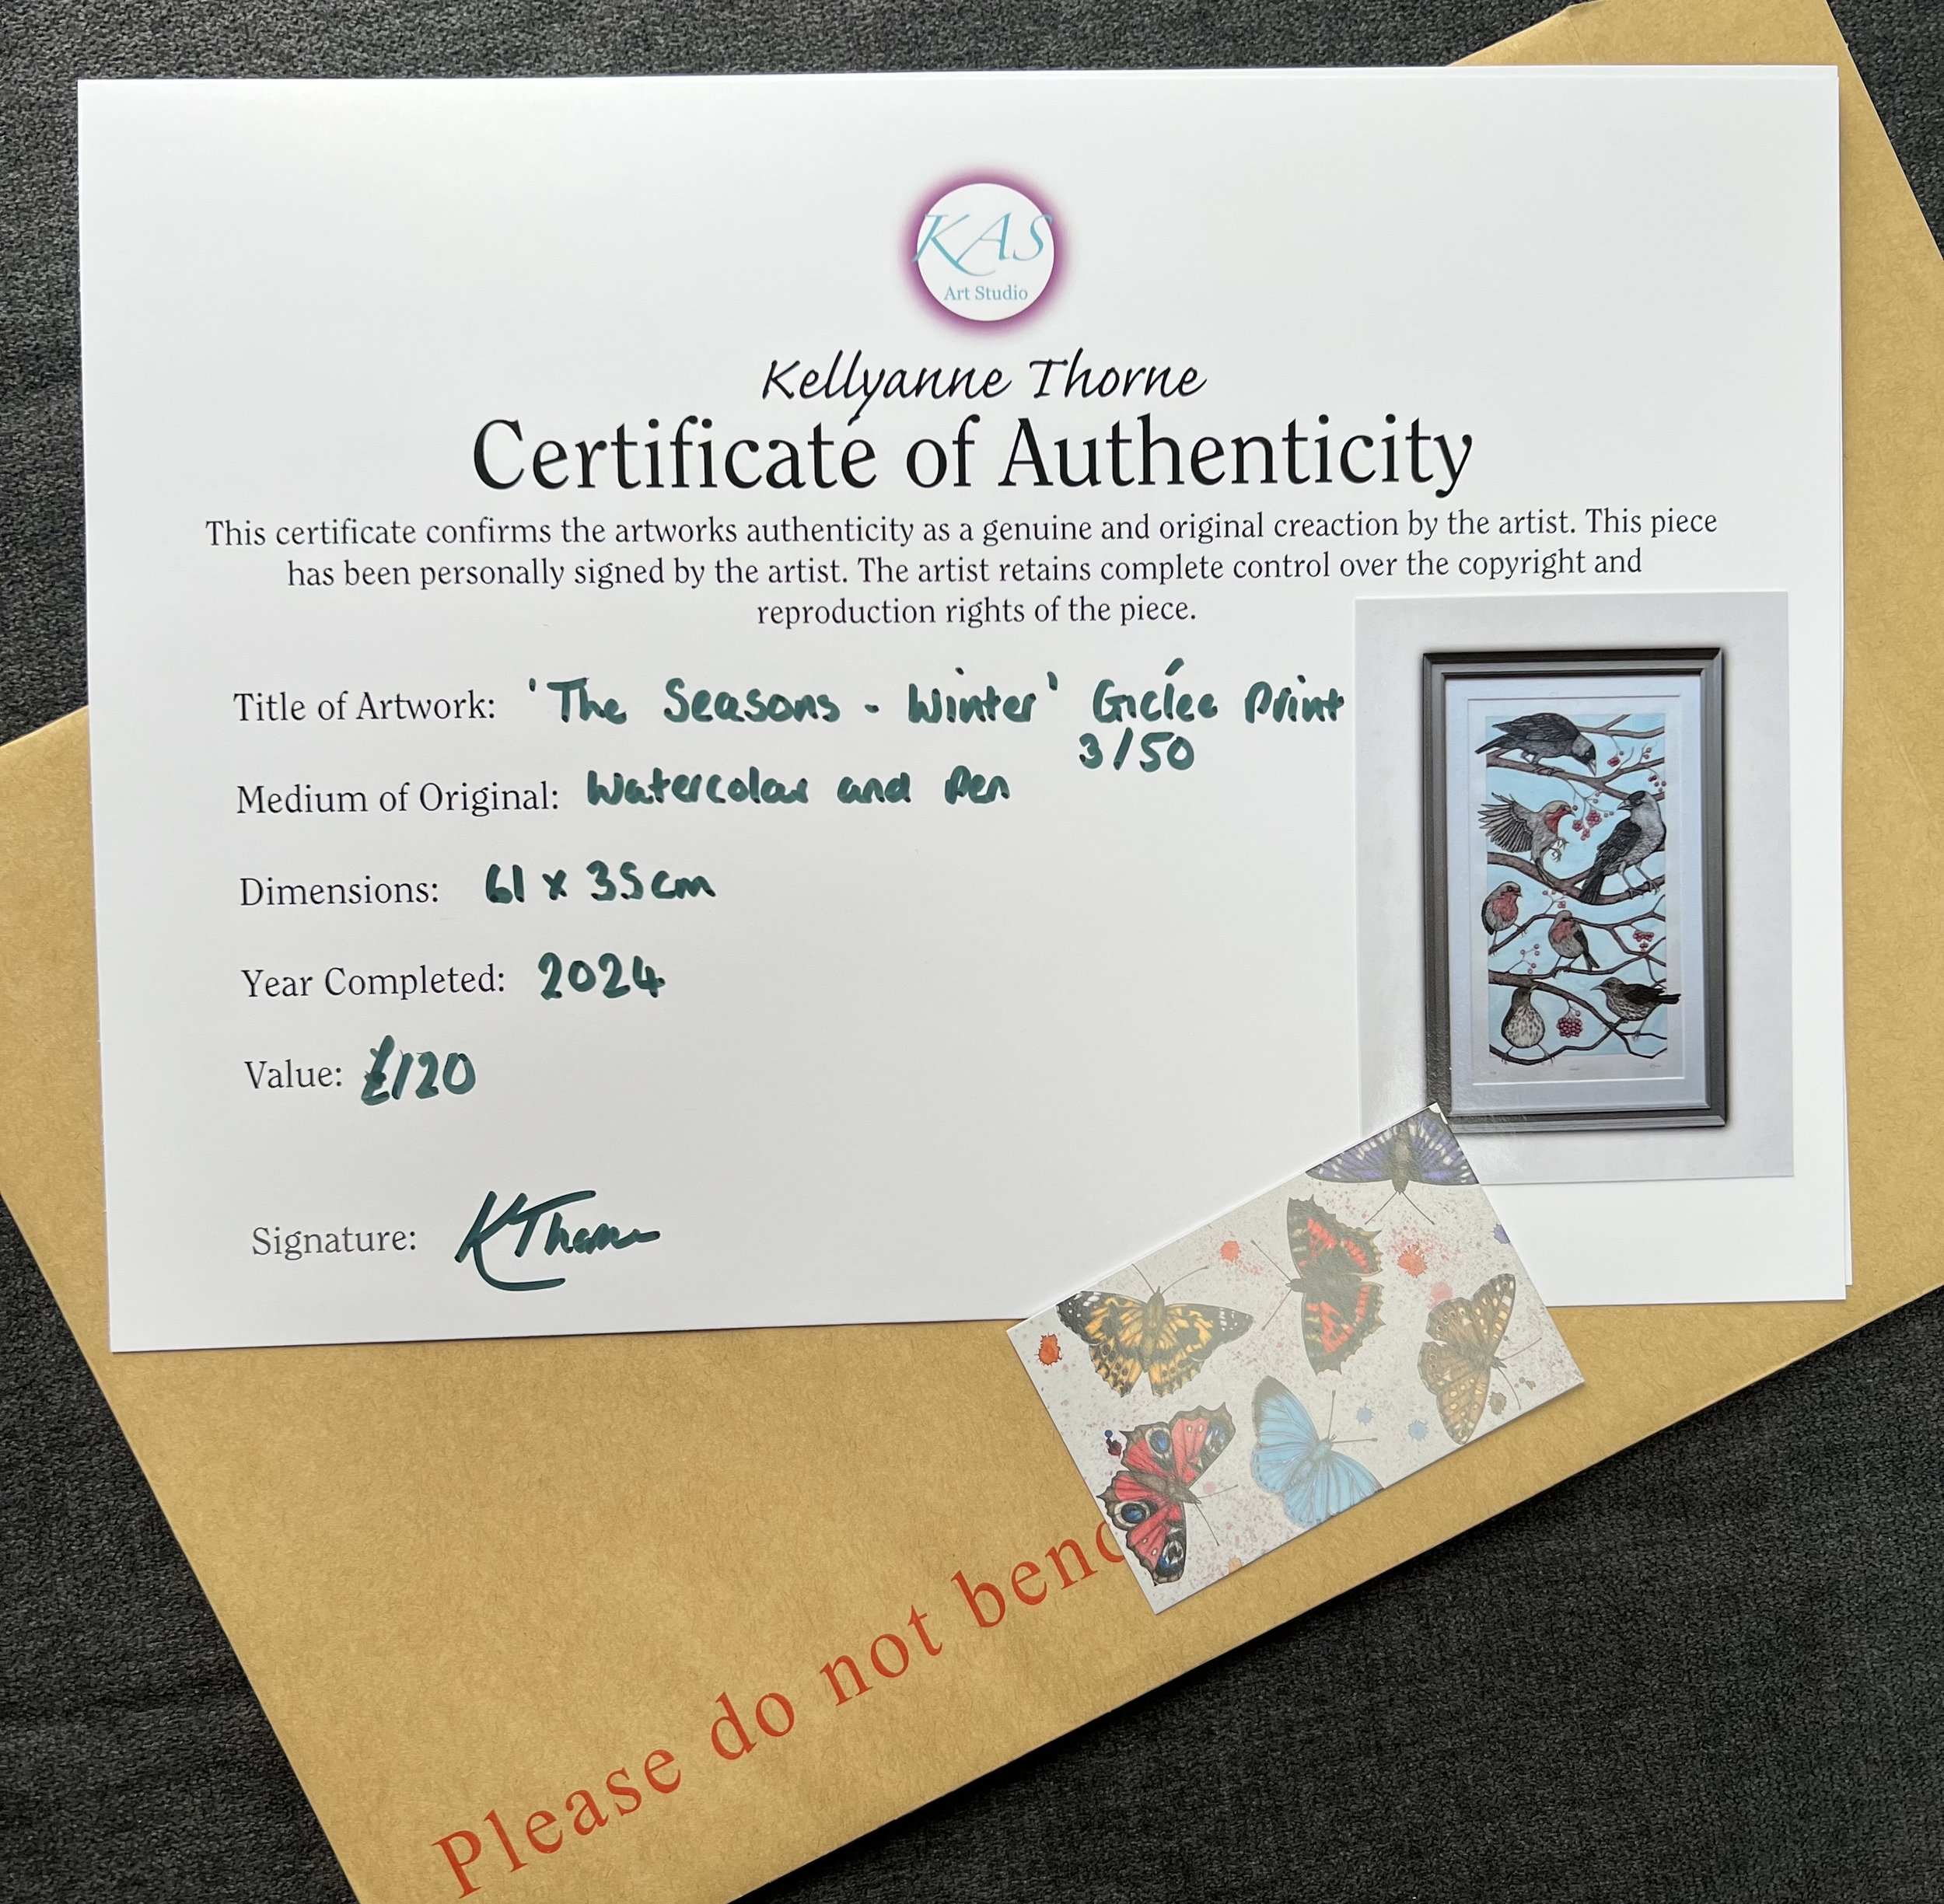 KAS
Art Studio
Kellyanne Thorne
Certificate of Authenticity
This certificate confirms the artworks authenticity as a genuine and original creaction by the artist. This piece
has been personally signed by the artist. The artist retains complete control over the copyright and
reproduction rights of the piece.
Title of Artwork: 'The Seasons - Winter' Giclée Print
3/50
Medium of Original: Watercolour and Pen
Dimensions: 61 x 35cm
Year Completed: 2024
Value: £120
Signature: KThorne
Please do not bend